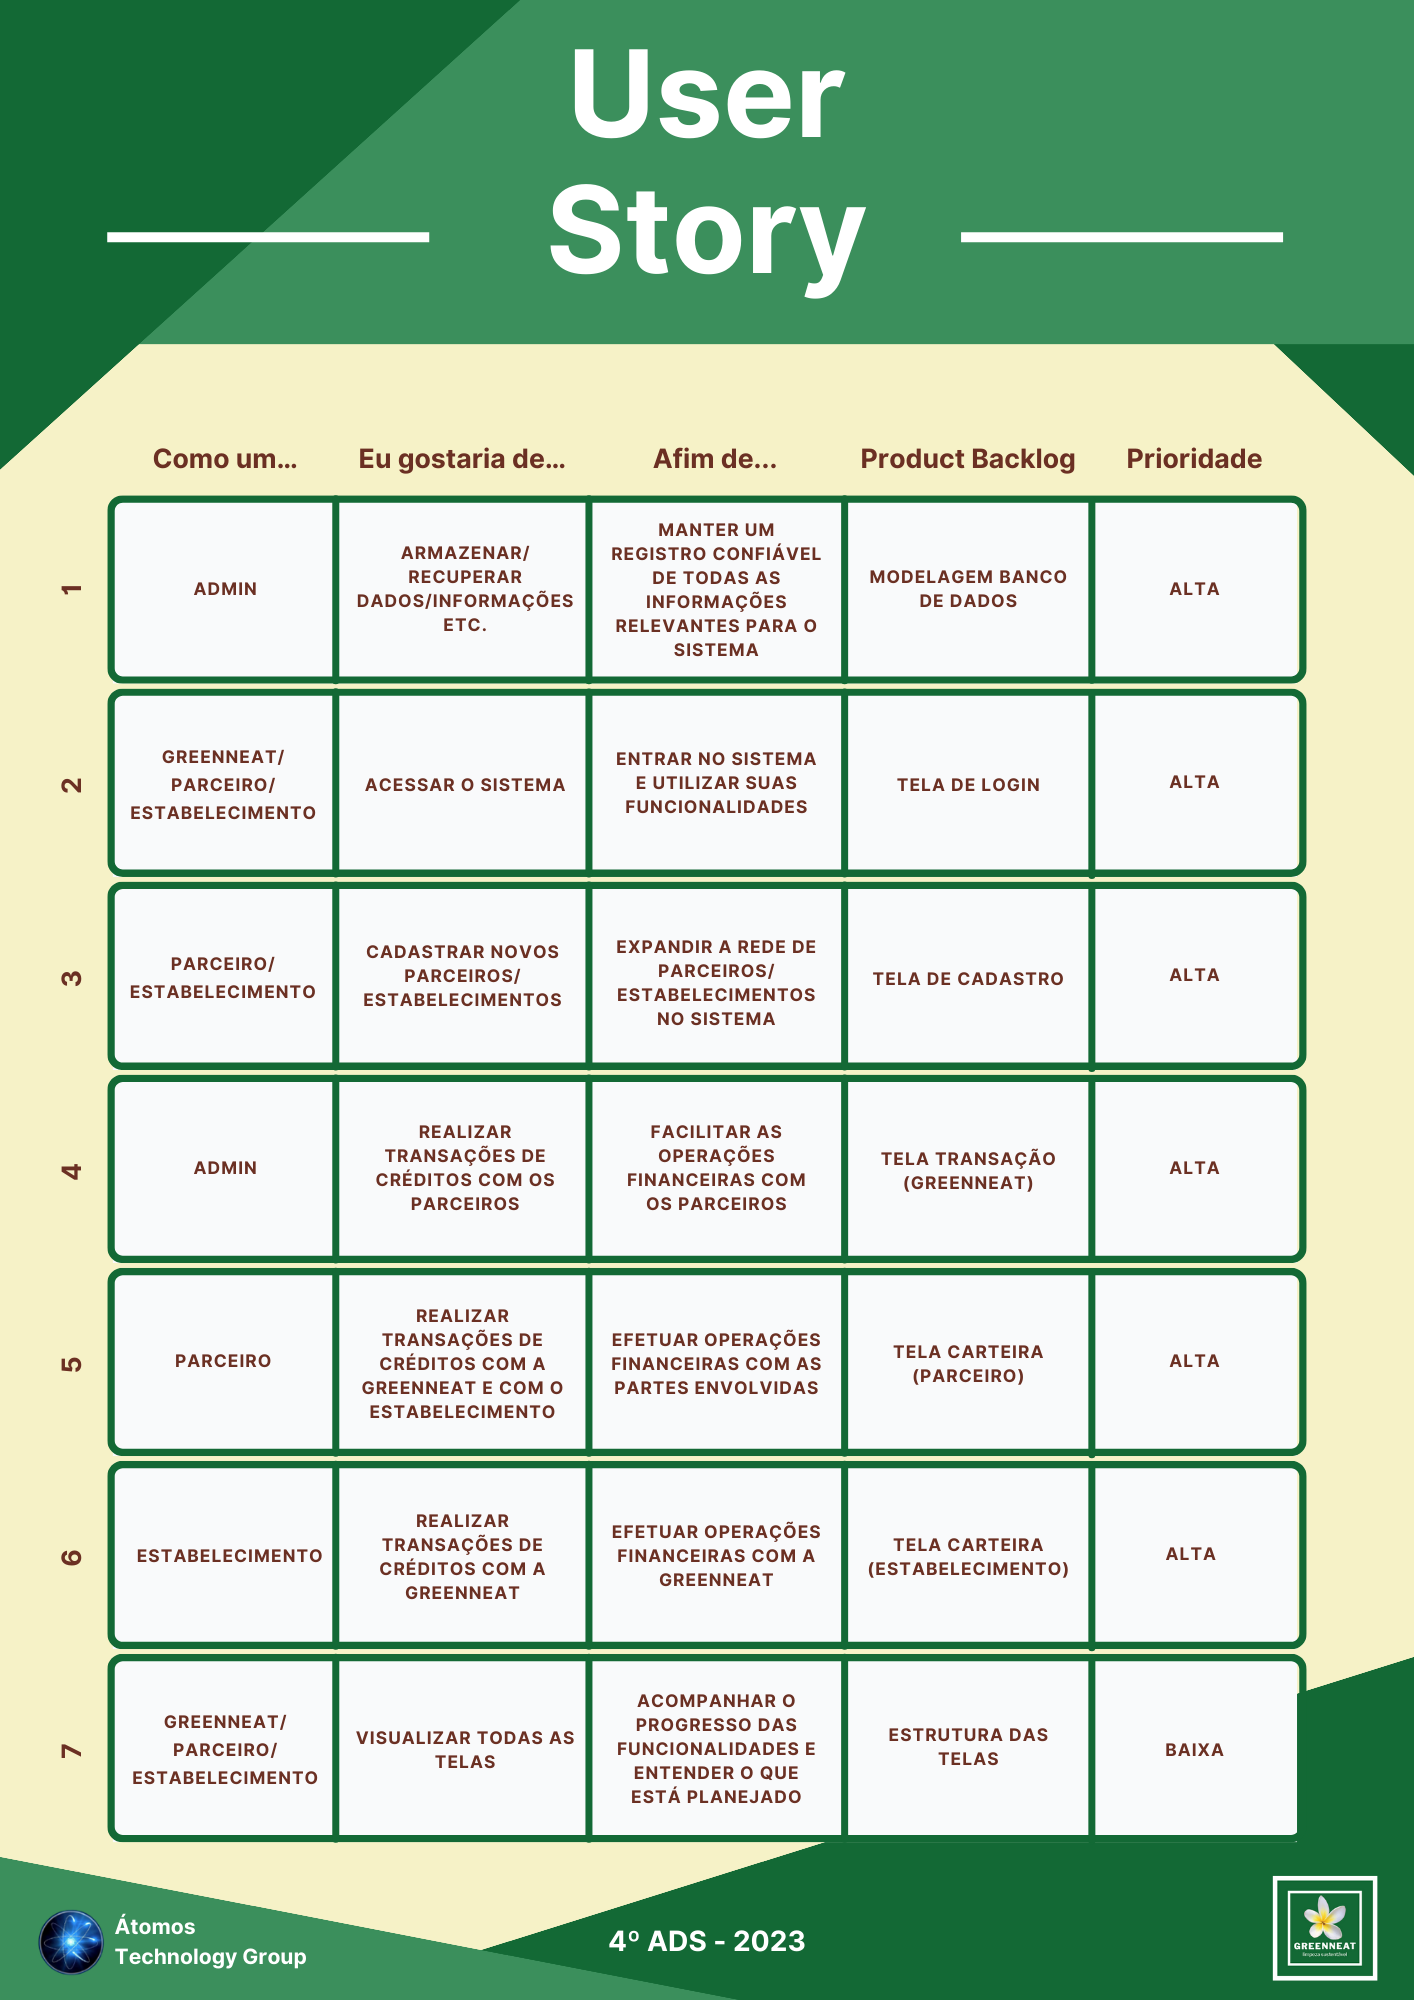 User
Story
Como um...
Eu gostaria de...
Afim de...
Product Backlog
Prioridade
1
ADMIN
ARMAZENAR/
RECUPERAR
DADOS/INFORMAÇÕES
ETC.
MANTER UM
REGISTRO CONFIÁVEL
DE TODAS AS
INFORMAÇÕES
RELEVANTES PARA O
SISTEMA
MODELAGEM BANCO
DE DADOS
ALTA
2
GREENNEAT/
PARCEIRO/
ESTABELECIMENTO
ACESSAR O SISTEMA
ENTRAR NO SISTEMA
E UTILIZAR SUAS
FUNCIONALIDADES
TELA DE LOGIN
ALTA
3
PARCEIRO/
ESTABELECIMENTO
CADASTRAR NOVOS
PARCEIROS/
ESTABELECIMENTOS
EXPANDIR A REDE DE
PARCEIROS/
ESTABELECIMENTOS
NO SISTEMA
TELA DE CADASTRO
ALTA
4
ADMIN
REALIZAR
TRANSAÇÕES DE
CRÉDITOS COM OS
PARCEIROS
FACILITAR AS
OPERAÇÕES
FINANCEIRAS COM
OS PARCEIROS
TELA TRANSAÇÃO
(GREENNEAT)
ALTA
5
PARCEIRO
REALIZAR
TRANSAÇÕES DE
CRÉDITOS COM A
GREENNEAT E COM O
ESTABELECIMENTO
EFETUAR OPERAÇÕES
FINANCEIRAS COM AS
PARTES ENVOLVIDAS
TELA CARTEIRA
(PARCEIRO)
ALTA
6
ESTABELECIMENTO
REALIZAR
TRANSAÇÕES DE
CRÉDITOS COM A
GREENNEAT
EFETUAR OPERAÇÕES
FINANCEIRAS COM A
GREENNEAT
TELA CARTEIRA
(ESTABELECIMENTO)
ALTA
7
GREENNEAT/
PARCEIRO/
ESTABELECIMENTO
VISUALIZAR TODAS AS
TELAS
ACOMPANHAR O
PROGRESSO DAS
FUNCIONALIDADES E
ENTENDER O QUE
ESTÁ PLANEJADO
ESTRUTURA DAS
TELAS
BAIXA
Átomos
Technology Group
4º ADS - 2023
GREENNEAT
limpeza sustentável